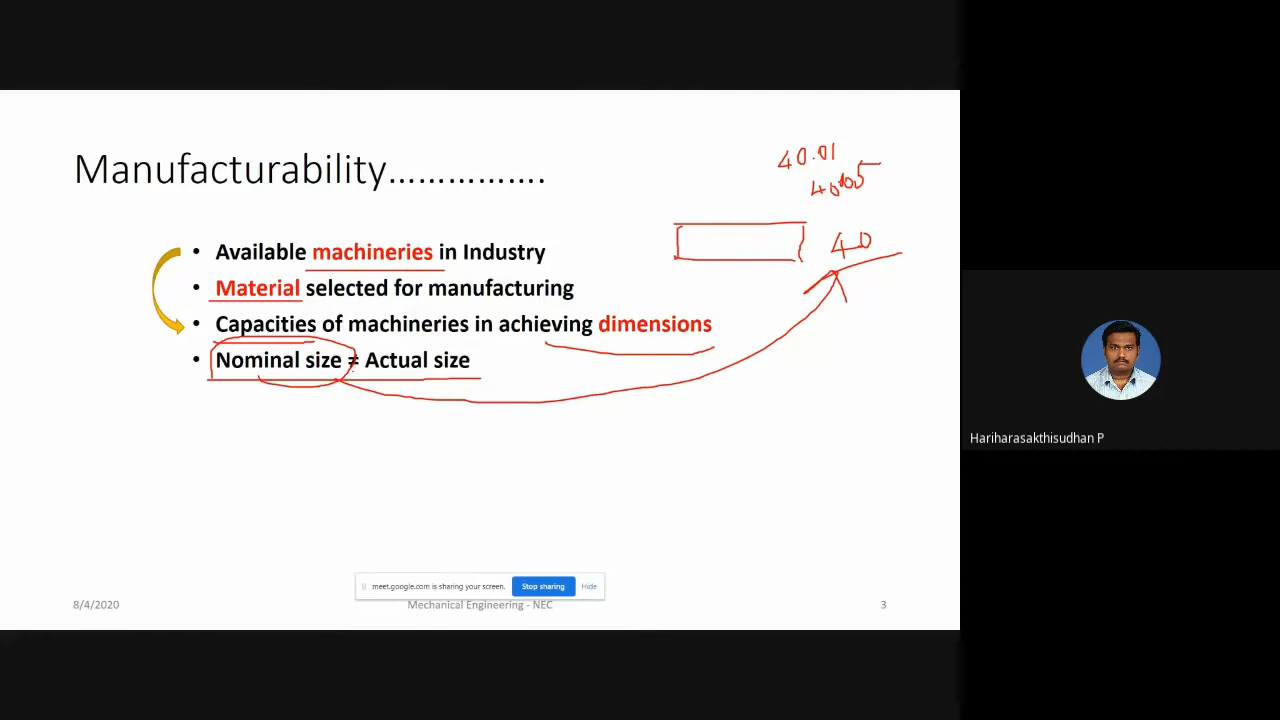 Manufacturability…………….
40.01
40
• Available machineries in Industry
• Material selected for manufacturing
• Capacities of machineries in achieving dimensions
• Nominal size = Actual size
Hariharasakthisudhan P
meet.google.com is sharing your screen. Stop sharing Hide
8/4/2020 Mechanical Engineering - NEC 3